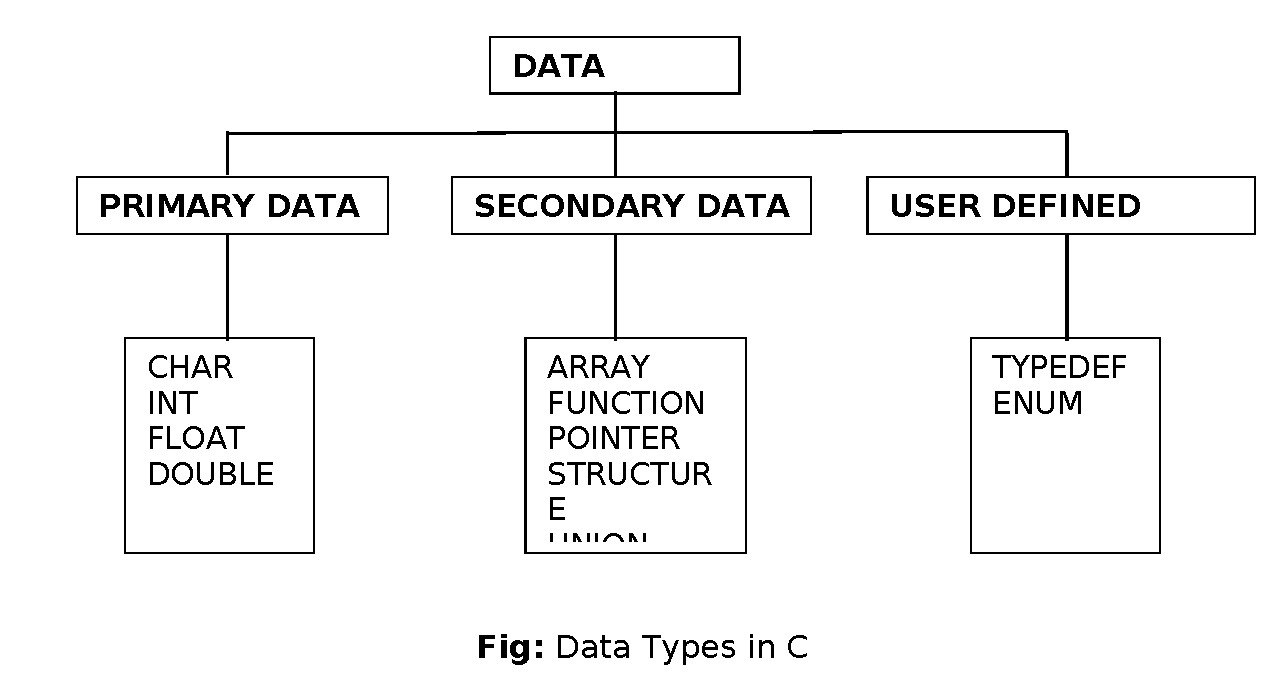 DATA
PRIMARY DATA
SECONDARY DATA
USER DEFINED
CHAR
INT
FLOAT
DOUBLE
ARRAY
FUNCTION
POINTER
STRUCTUR
E
UNION
TYPEDEF
ENUM
Fig: Data Types in C